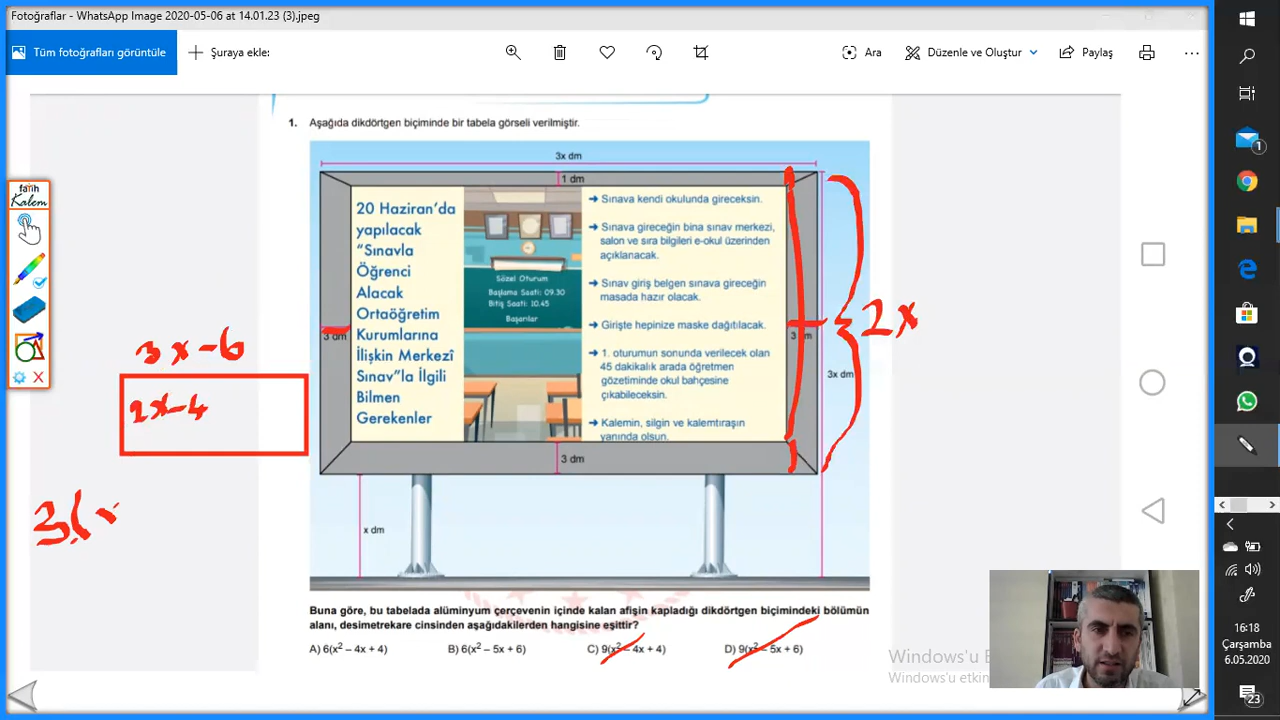 Fotoğraflar - WhatsApp Image 2020-05-06 at 14.01.23 (3).jpeg
Tüm fotoğrafları görüntüle
Şuraya ekle:
Ara
Düzenle ve Oluştur
Paylaş
1. Aşağıda dikdörtgen biçiminde bir tabela görseli verilmiştir.
3x dm
1 dm
20 Haziran’da
yapılacak
“Sınavla
Öğrenci
Alacak
Ortaöğretim
Kurumlarına
İlişkin Merkezî
Sınav”la İlgili
Bilmen
Gerekenler
Sözel Oturum
Başlama Saati: 09.30
Bitiş Saati: 10.45
Başarılar
➔ Sınava kendi okulunda gireceksin.
➔ Sınava gireceğin bina sınav merkezi,
salon ve sıra bilgileri e-okul üzerinden
açıklanacak.
➔ Sınav giriş belgen sınava gireceğin
masada hazır olacak.
➔ Girişte hepinize maske dağıtılacak.
➔ 1. oturumun sonunda verilecek olan
45 dakikalık arada öğretmen
gözetiminde okul bahçesine
çıkabileceksin.
➔ Kalemin, silgin ve kalemtıraşın
yanında olsun.
3 dm
3 dm
3x dm
2x
3 dm
x dm
3x-6
2x-4
3(x
Buna göre, bu tabelada alüminyum çerçevenin içinde kalan afişin kapladığı dikdörtgen biçimindeki bölümün
alanı, desimetrekare cinsinden aşağıdakilerden hangisine eşittir?
A) 6(x² – 4x + 4) B) 6(x² – 5x + 6) C) 9(x² – 4x + 4) D) 9(x² – 5x + 6)
fatih
Kalem
Windows'u
Windows'u etkin
1
16:18
Çarşamba
6.05.2020
23